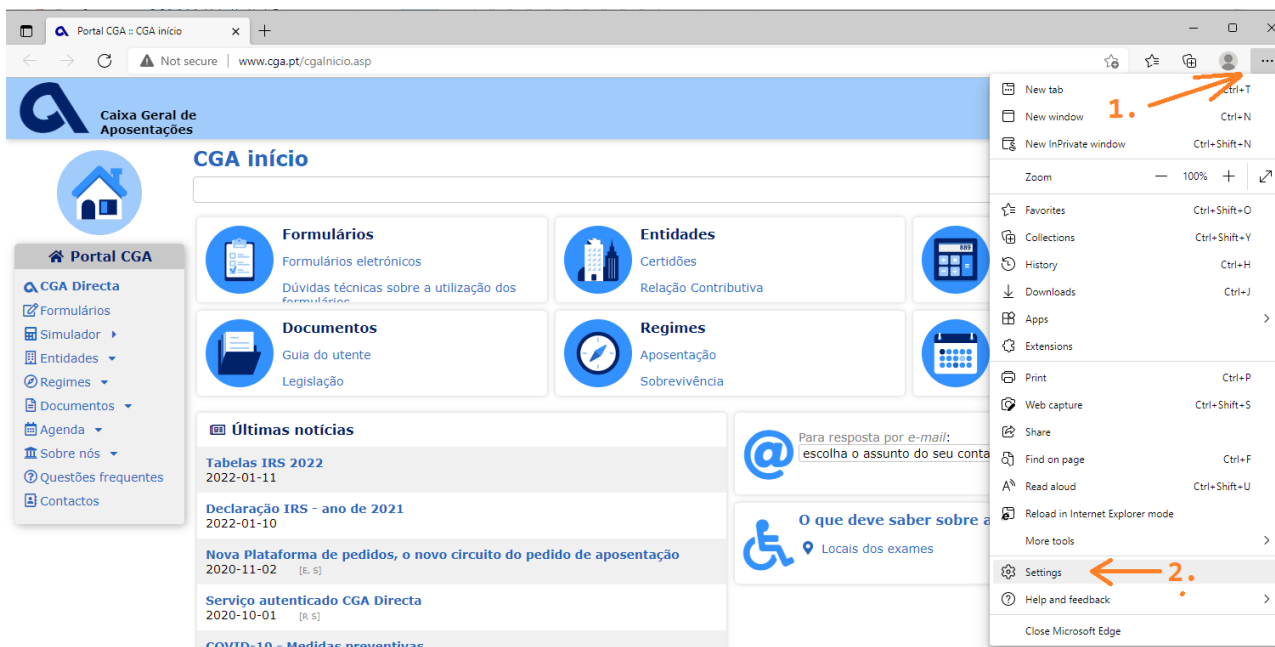 Portal CGA :: CGA início
Not secure | www.cga.pt/cgaInicio.asp
Caixa Geral de
Aposentações
CGA início
Portal CGA
CGA Directa
Formulários
Simulador
Entidades
Regimes
Documentos
Agenda
Sobre nós
Questões frequentes
Contactos
Formulários
Formulários eletrónicos
Dúvidas técnicas sobre a utilização dos
formulários
Entidades
Certidões
Relação Contributiva
889
Documentos
Guia do utente
Legislação
Regimes
Aposentação
Sobrevivência
Últimas notícias
Tabelas IRS 2022
2022-01-11
Declaração IRS - ano de 2021
2022-01-10
Nova Plataforma de pedidos, o novo circuito do pedido de aposentação
2020-11-02 [E, S]
Serviço autenticado CGA Directa
2020-10-01 [P, S]
COVID-19 - Medidas preventivas
Para resposta por e-mail:
escolha o assunto do seu conta
O que deve saber sobre a
Locais dos exames
1.
New tab Ctrl+T
New window Ctrl+N
New InPrivate window Ctrl+Shift+N
Zoom — 100% +
Favorites Ctrl+Shift+O
Collections Ctrl+Shift+Y
History Ctrl+H
Downloads Ctrl+J
Apps
Extensions
Print Ctrl+P
Web capture Ctrl+Shift+S
Share
Find on page Ctrl+F
Read aloud Ctrl+Shift+U
Reload in Internet Explorer mode
More tools
Settings 2.
Help and feedback
Close Microsoft Edge